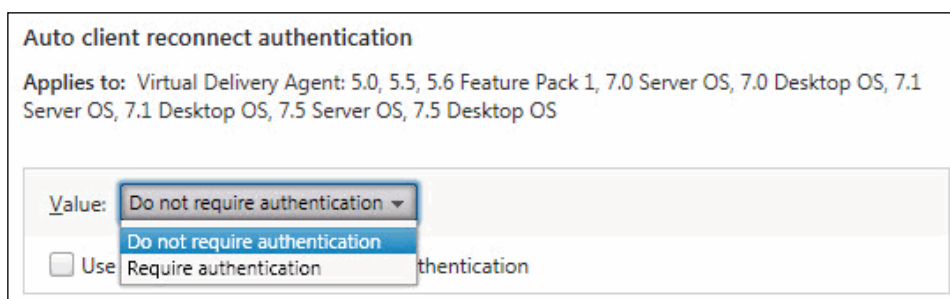 Auto client reconnect authentication
Applies to: Virtual Delivery Agent: 5.0, 5.5, 5.6 Feature Pack 1, 7.0 Server OS, 7.0 Desktop OS, 7.1
Server OS, 7.1 Desktop OS, 7.5 Server OS, 7.5 Desktop OS
Value: Do not require authentication
Do not require authentication
Use Require authentication thentication